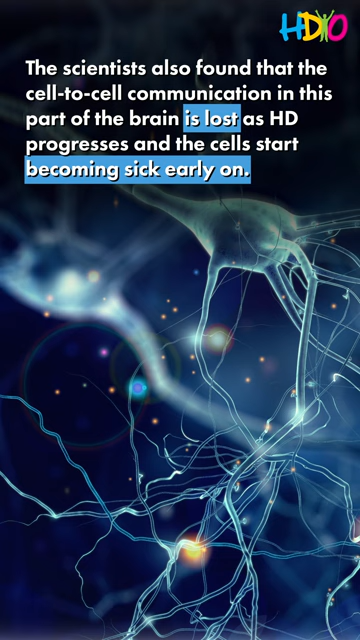 HDYO
The scientists also found that the
cell-to-cell communication in this
part of the brain is lost as HD
progresses and the cells start
becoming sick early on.